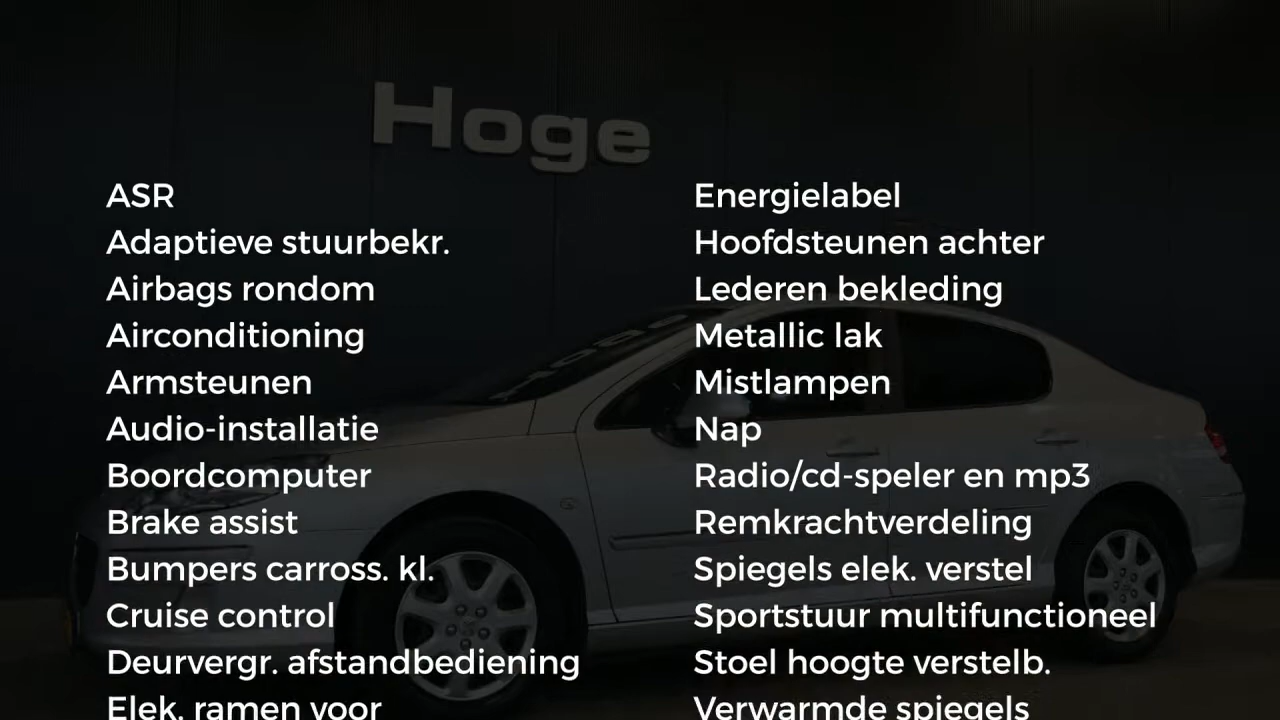 Hoge
ASR
Adaptieve stuurbekr.
Airbags rondom
Airconditioning
Armsteunen
Audio-installatie
Boordcomputer
Brake assist
Bumpers carross. kl.
Cruise control
Deurvergr. afstandbediening
Elek. ramen voor
Energielabel
Hoofdsteunen achter
Lederen bekleding
Metallic lak
Mistlampen
Nap
Radio/cd-speler en mp3
Remkrachtverdeling
Spiegels elek. verstel
Sportstuur multifunctioneel
Stoel hoogte verstelb.
Verwarmde spiegels